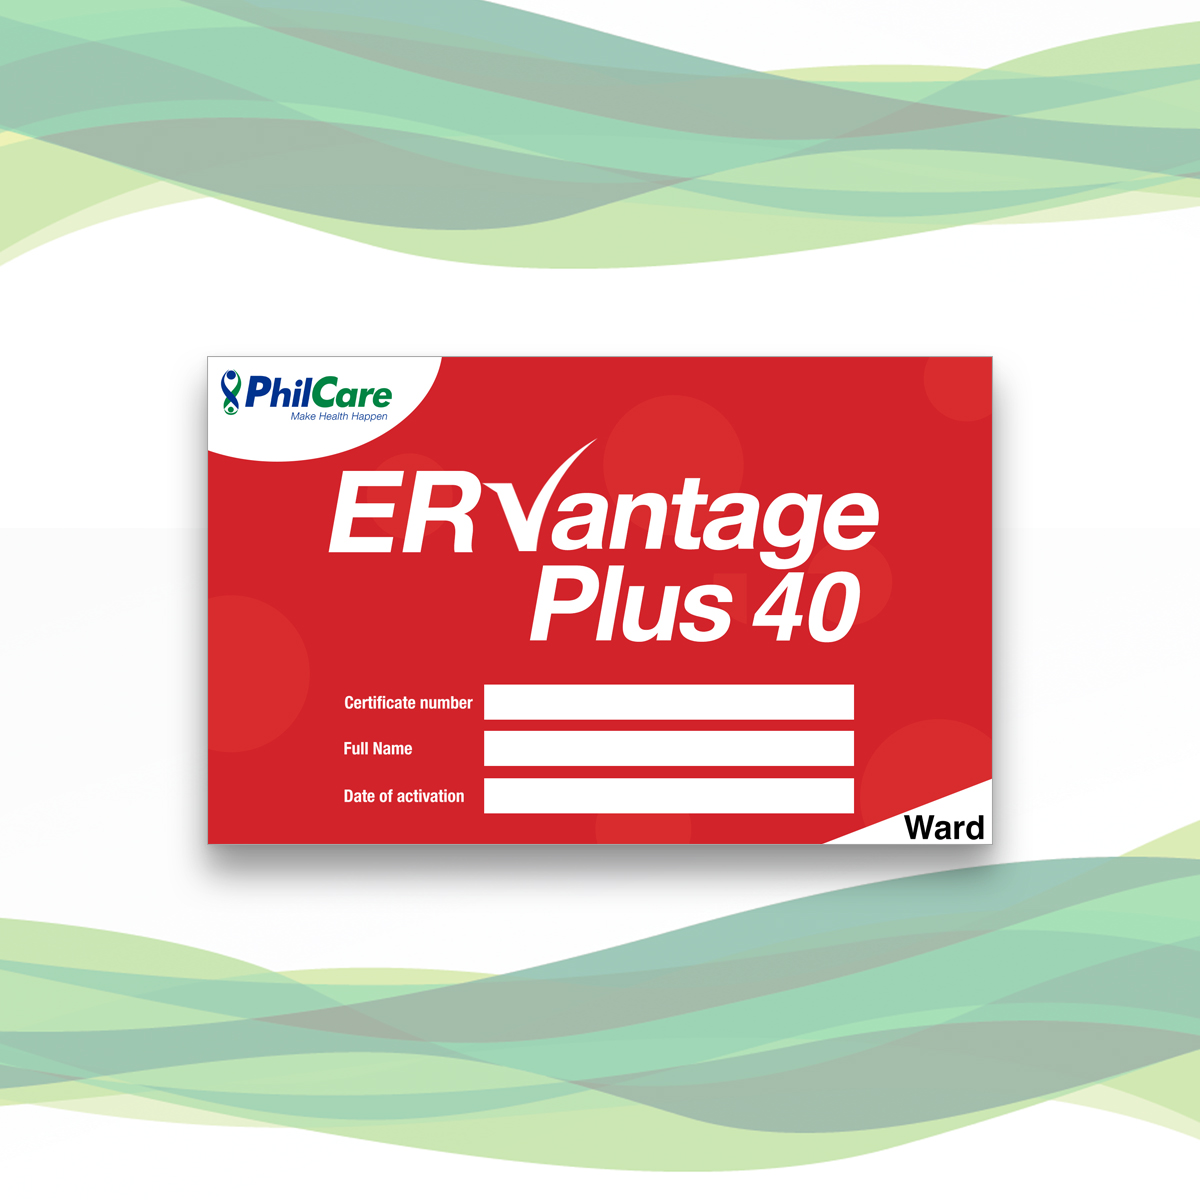 PhilCare
Make Health Happen
ERVantage
Plus 40
Certificate number
Full Name
Date of activation
Ward